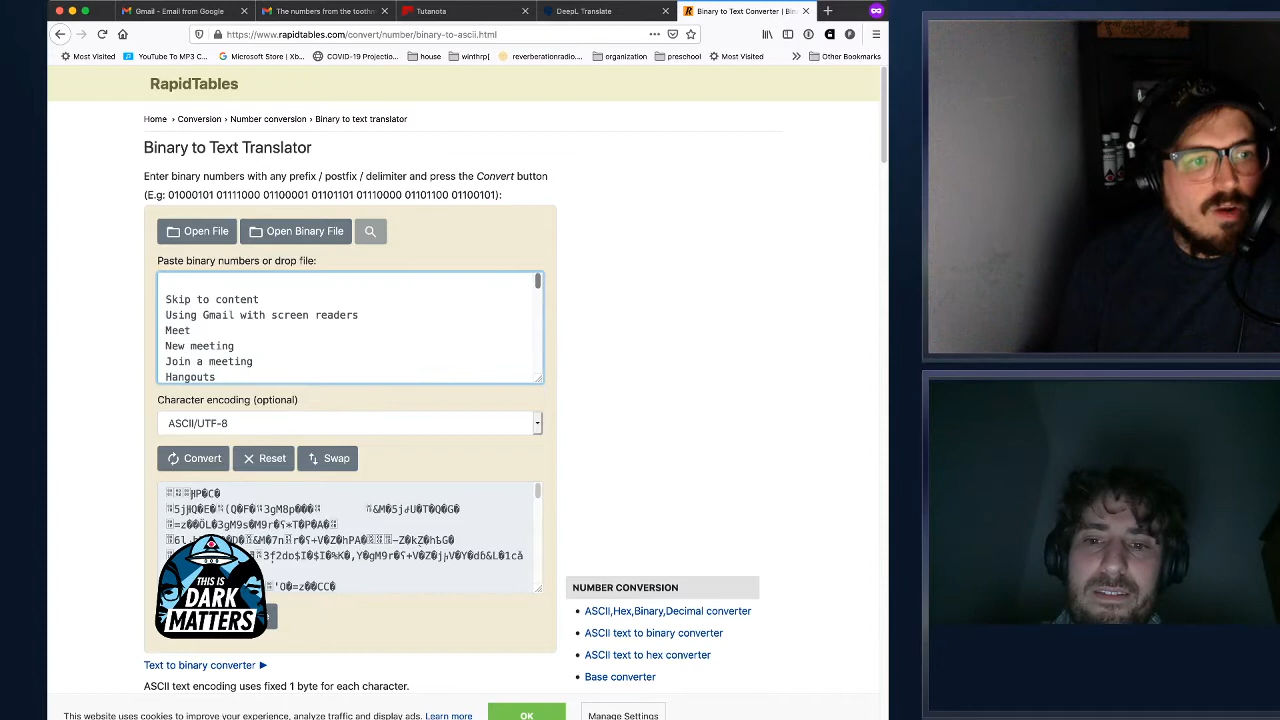 Gmail - Email from Google
The numbers from the tooth
Tutanota
DeepL Translate
Binary to Text Converter | Bin
https://www.rapidtables.com/convert/number/binary-to-ascii.html
Most Visited
YouTube To MP3 C...
Microsoft Store | Xb...
COVID-19 Projectio...
house
winthrp[
reverberationradio...
organization
preschool
Most Visited
Other Bookmarks
RapidTables
Home › Conversion › Number conversion › Binary to text translator
Binary to Text Translator
Enter binary numbers with any prefix / postfix / delimiter and press the Convert button
(E.g: 01000101 01111000 01100001 01101101 01110000 01101100 01100101):
Open File
Open Binary File
Paste binary numbers or drop file:
Skip to content
Using Gmail with screen readers
Meet
New meeting
Join a meeting
Hangouts
Character encoding (optional)
ASCII/UTF-8
Convert
Reset
Swap
THIS IS
DARK
MATTERS
NUMBER CONVERSION
ASCII,Hex,Binary,Decimal converter
ASCII text to binary converter
ASCII text to hex converter
Base converter
Text to binary converter ►
ASCII text encoding uses fixed 1 byte for each character.
This website uses cookies to improve your experience, analyze traffic and display ads. Learn more
OK
Manage Settings